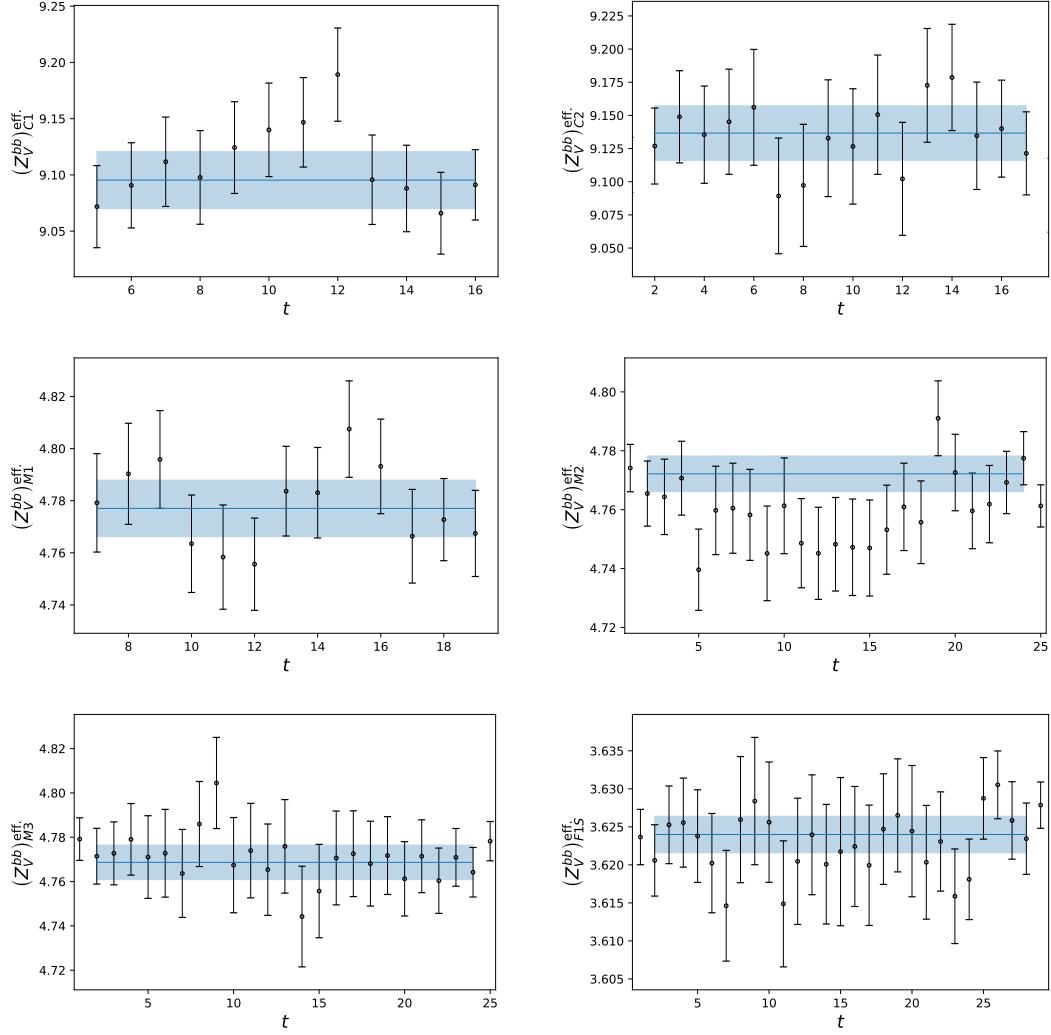 9.25
9.20
9.15
9.10
9.05
(Z_V^{bb})^{eff.}_{C1}
6 8 10 12 14 16
t
9.225
9.200
9.175
9.150
9.125
9.100
9.075
9.050
(Z_V^{bb})^{eff.}_{C2}
2 4 6 8 10 12 14 16
t
4.82
4.80
4.78
4.76
4.74
(Z_V^{bb})^{eff.}_{M1}
8 10 12 14 16 18
t
4.80
4.78
4.76
4.74
4.72
(Z_V^{bb})^{eff.}_{M2}
5 10 15 20 25
t
4.82
4.80
4.78
4.76
4.74
4.72
(Z_V^{bb})^{eff.}_{M3}
5 10 15 20 25
t
3.635
3.630
3.625
3.620
3.615
3.610
3.605
(Z_V^{bb})^{eff.}_{F1S}
5 10 15 20 25
t